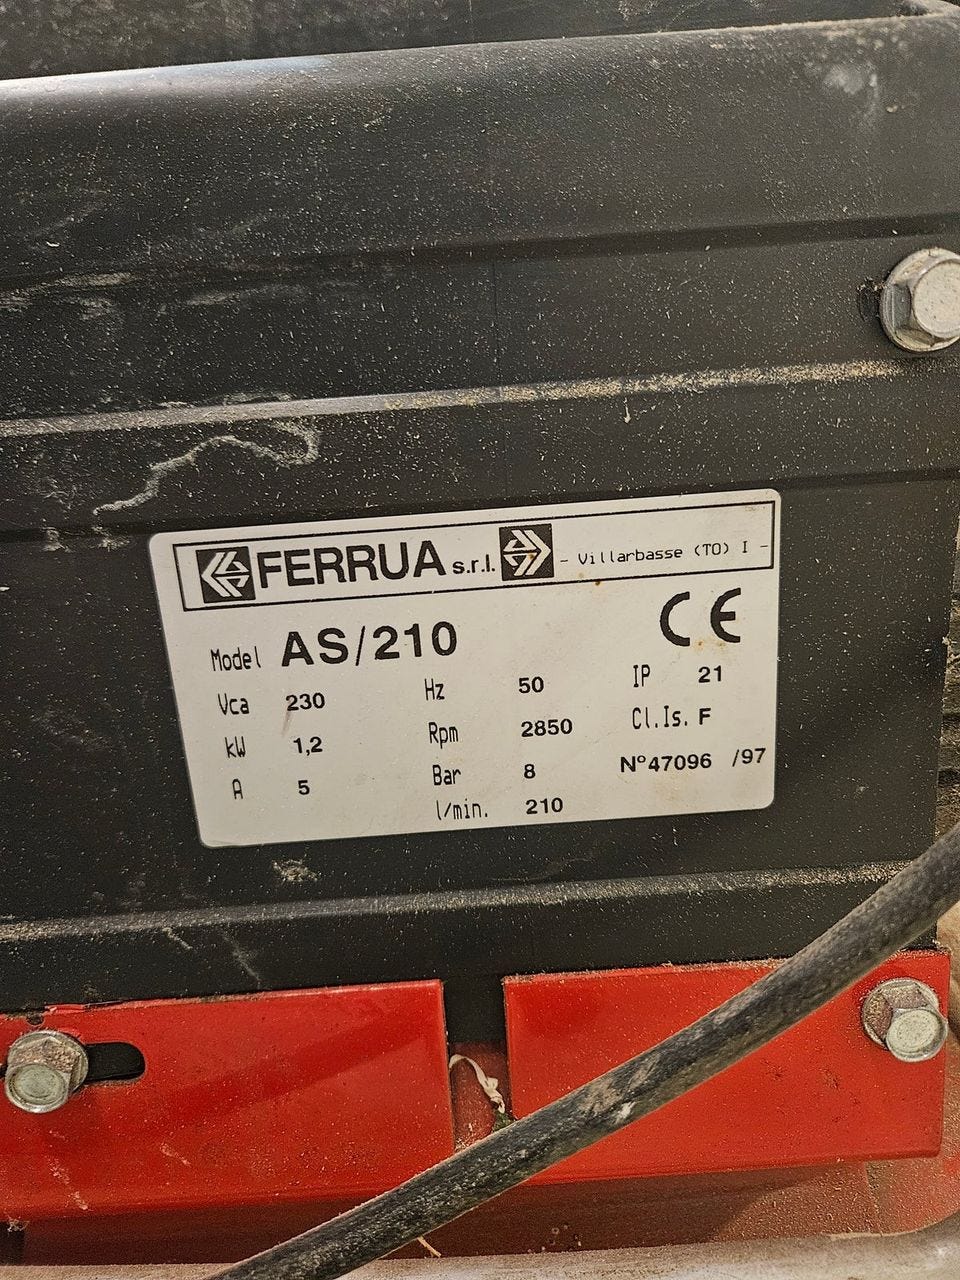 FERRUA s.r.l. - Villarbasse (TO) I -
CE
Model AS/210
Vca 230 Hz 50 IP 21
kW 1,2 Rpm 2850 Cl.Is. F
A 5 Bar 8 N°47096 /97
l/min. 210